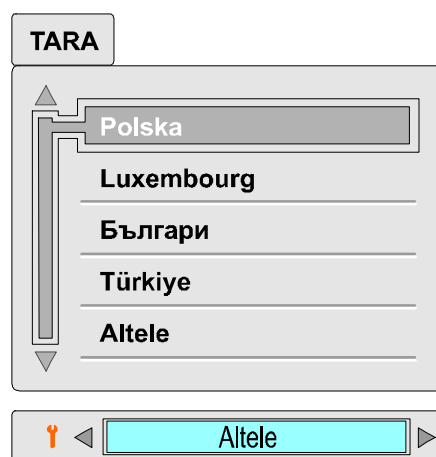 TARA
Polska
Luxembourg
Българи
Türkiye
Altele
Altele